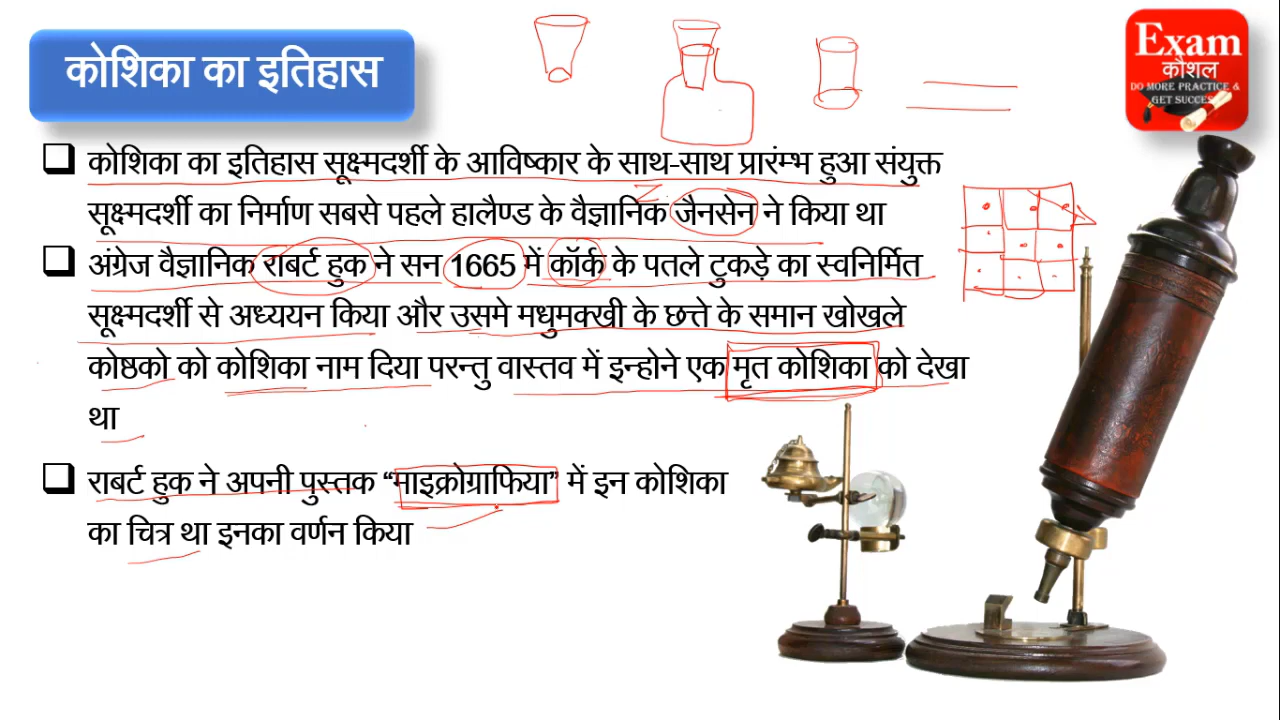 कोशिका का इतिहास
Exam
कौशल
DO MORE PRACTICE &
GET SUCCESS
कोशिका का इतिहास सूक्ष्मदर्शी के आविष्कार के साथ-साथ प्रारंम्भ हुआ संयुक्त
सूक्ष्मदर्शी का निर्माण सबसे पहले हालैण्ड के वैज्ञानिक जैनसेन ने किया था
अंग्रेज वैज्ञानिक राबर्ट हुक ने सन 1665 में कॉर्क के पतले टुकड़े का स्वनिर्मित
सूक्ष्मदर्शी से अध्ययन किया और उसमे मधुमक्खी के छत्ते के समान खोखले
कोष्ठको को कोशिका नाम दिया परन्तु वास्तव में इन्होने एक मृत कोशिका को देखा
था
राबर्ट हुक ने अपनी पुस्तक “माइक्रोग्राफिया” में इन कोशिका
का चित्र था इनका वर्णन किया